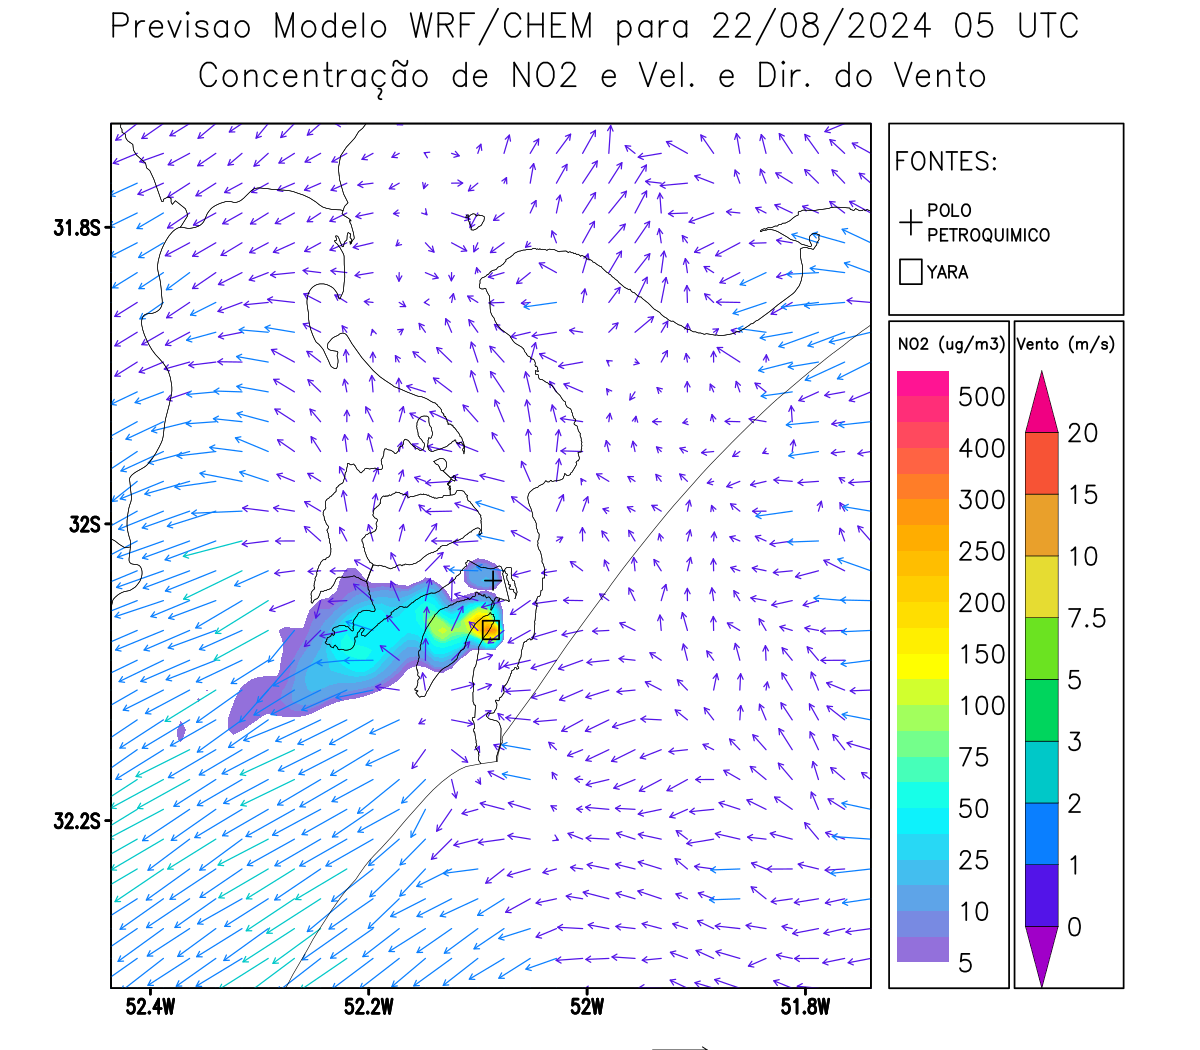 Previsao Modelo WRF/CHEM para 22/08/2024 05 UTC
Concentração de NO2 e Vel. e Dir. do Vento
FONTES:
POLO
PETROQUIMICO
YARA
31.8S
32S
32.2S
52.4W
52.2W
52W
51.8W
NO2 (ug/m3)
500
400
300
250
200
150
100
75
50
25
10
5
Vento (m/s)
20
15
10
7.5
5
3
2
1
0